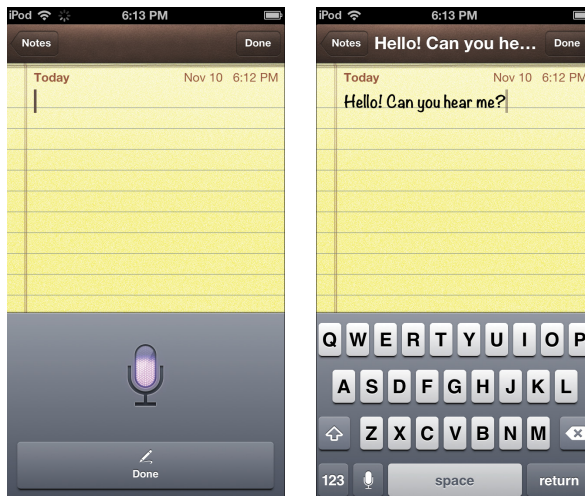 iPod 6:13 PM
Notes Done
Today Nov 10 6:12 PM
Done
iPod 6:13 PM
Notes Hello! Can you he... Done
Today Nov 10 6:12 PM
Hello! Can you hear me?
Q W E R T Y U I O P
A S D F G H J K L
Z X C V B N M
123 space return